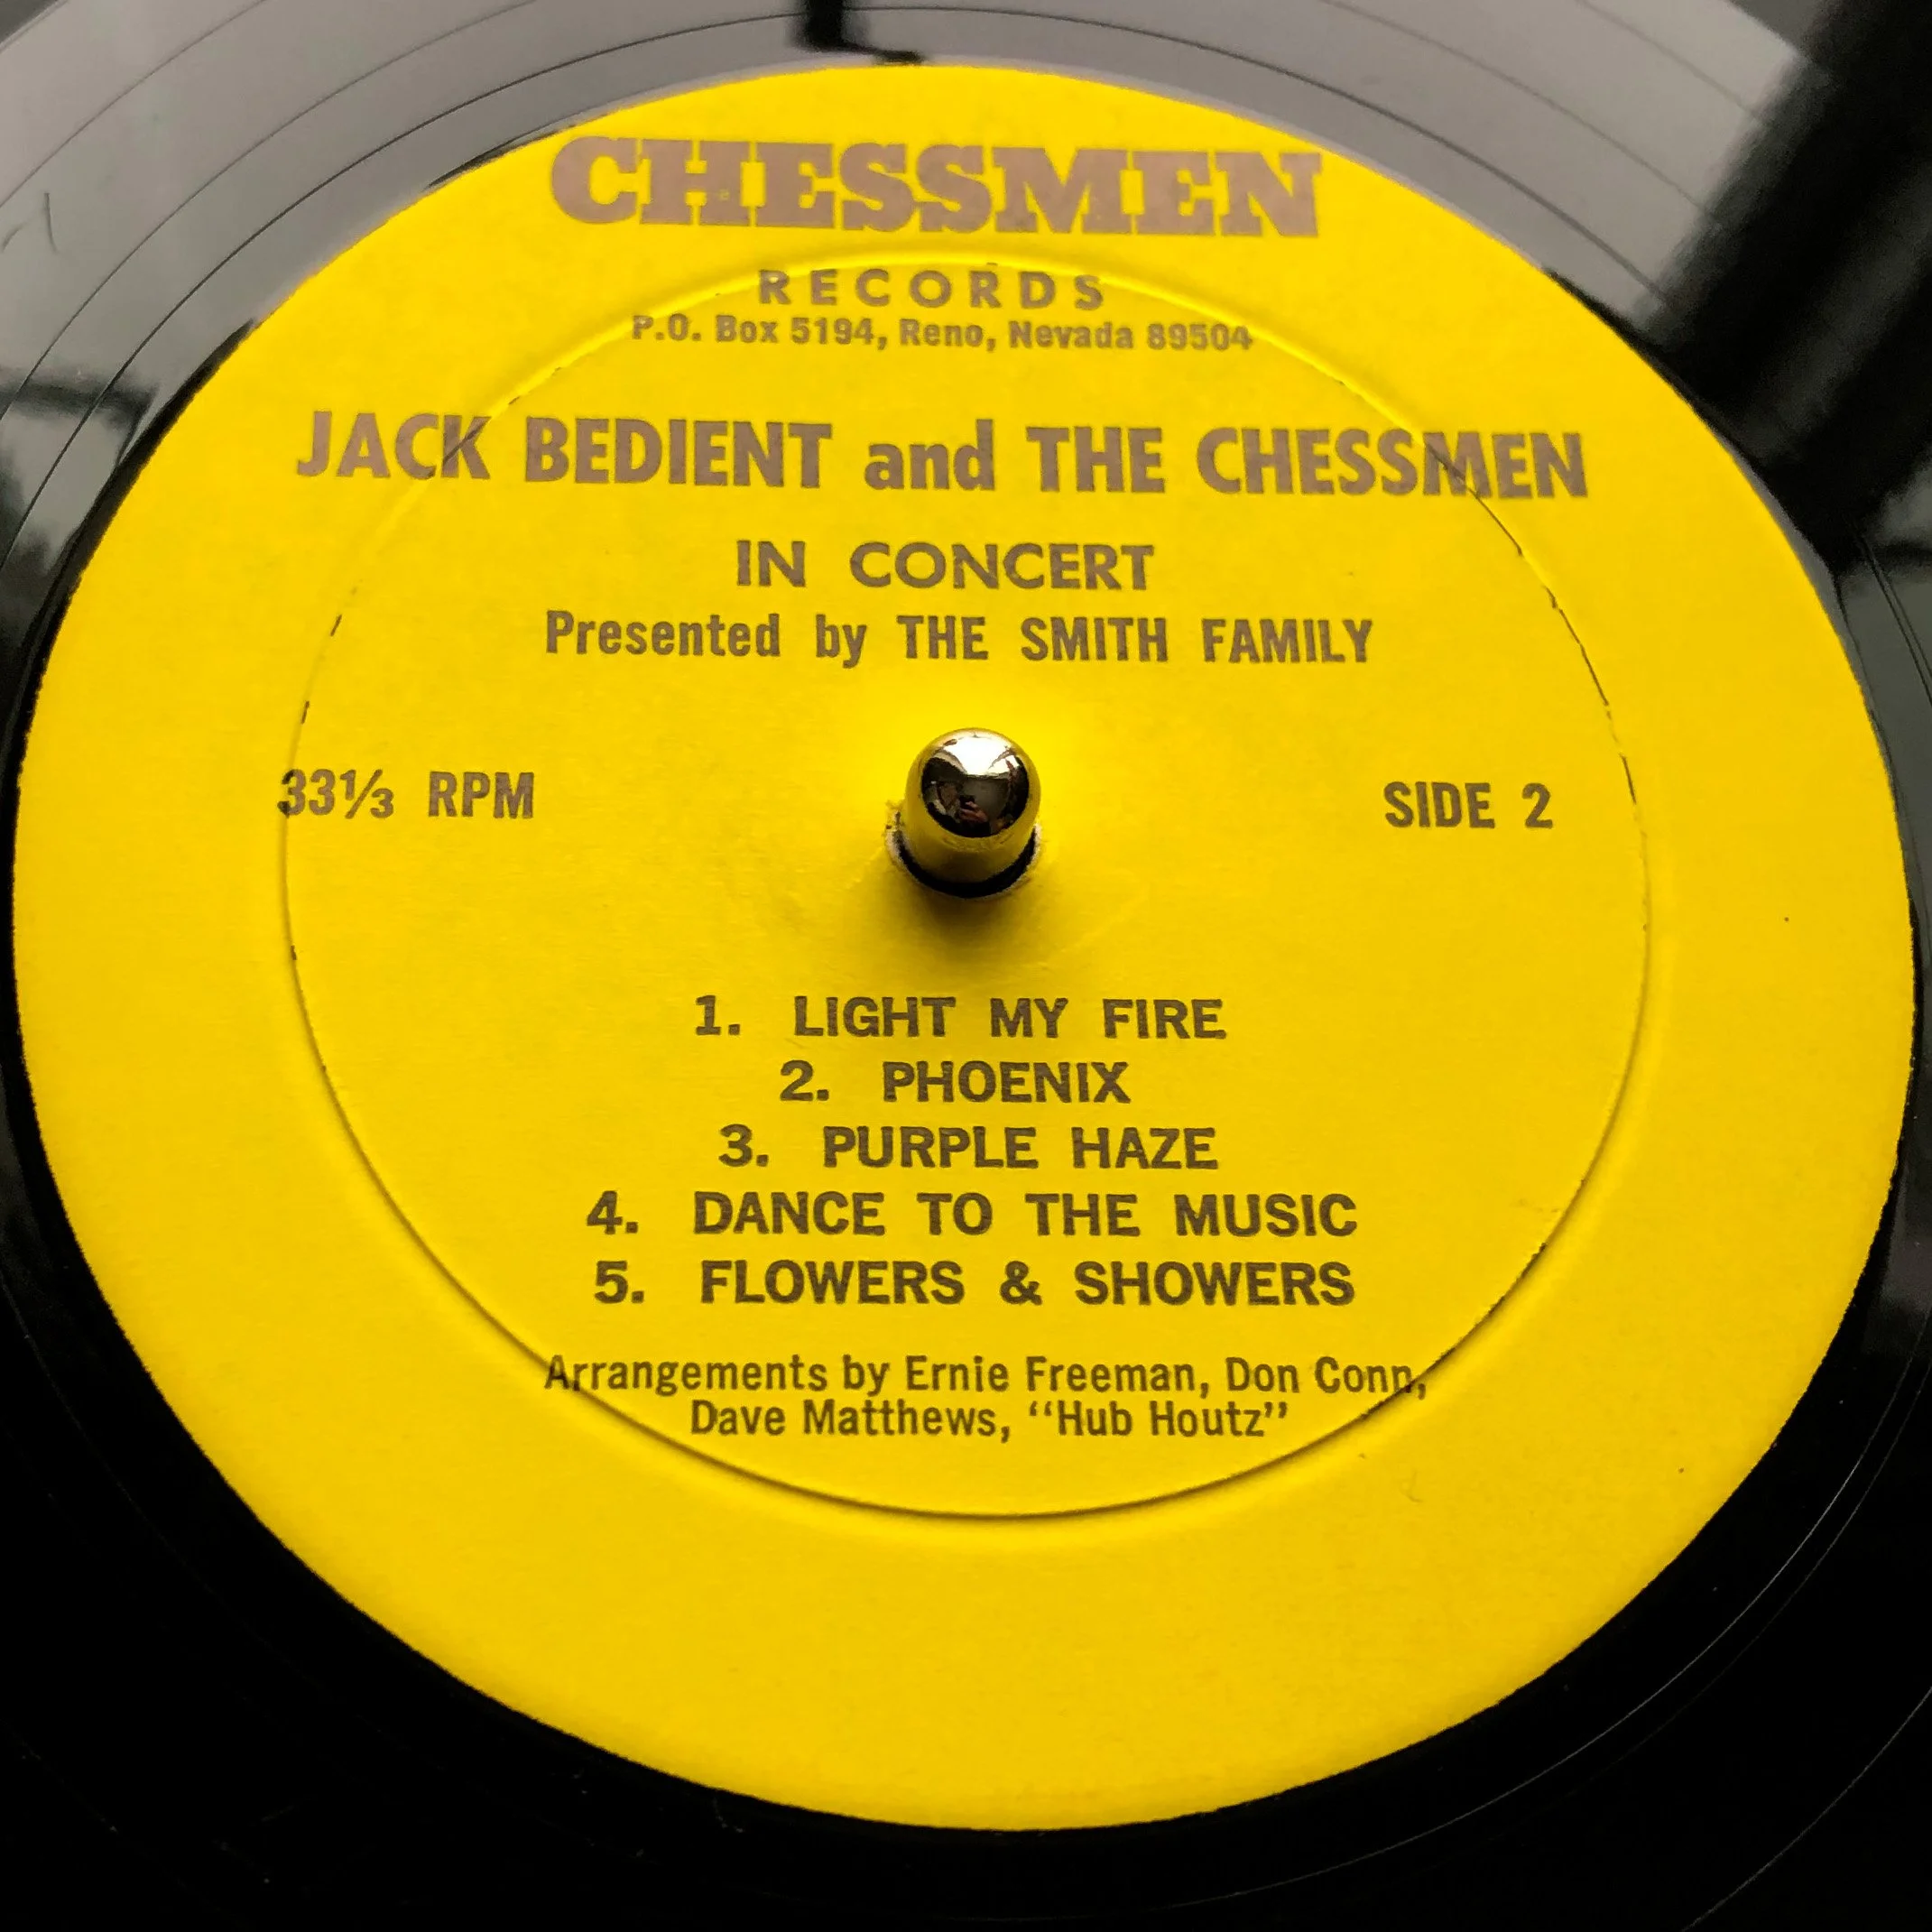 CHESSMEN
RECORDS
P.O. Box 5194, Reno, Nevada 89504
JACK BEDIENT and THE CHESSMEN
IN CONCERT
Presented by THE SMITH FAMILY
33⅓ RPM
SIDE 2
1. LIGHT MY FIRE
2. PHOENIX
3. PURPLE HAZE
4. DANCE TO THE MUSIC
5. FLOWERS & SHOWERS
Arrangements by Ernie Freeman, Don Conn,
Dave Matthews, "Hub Houtz"